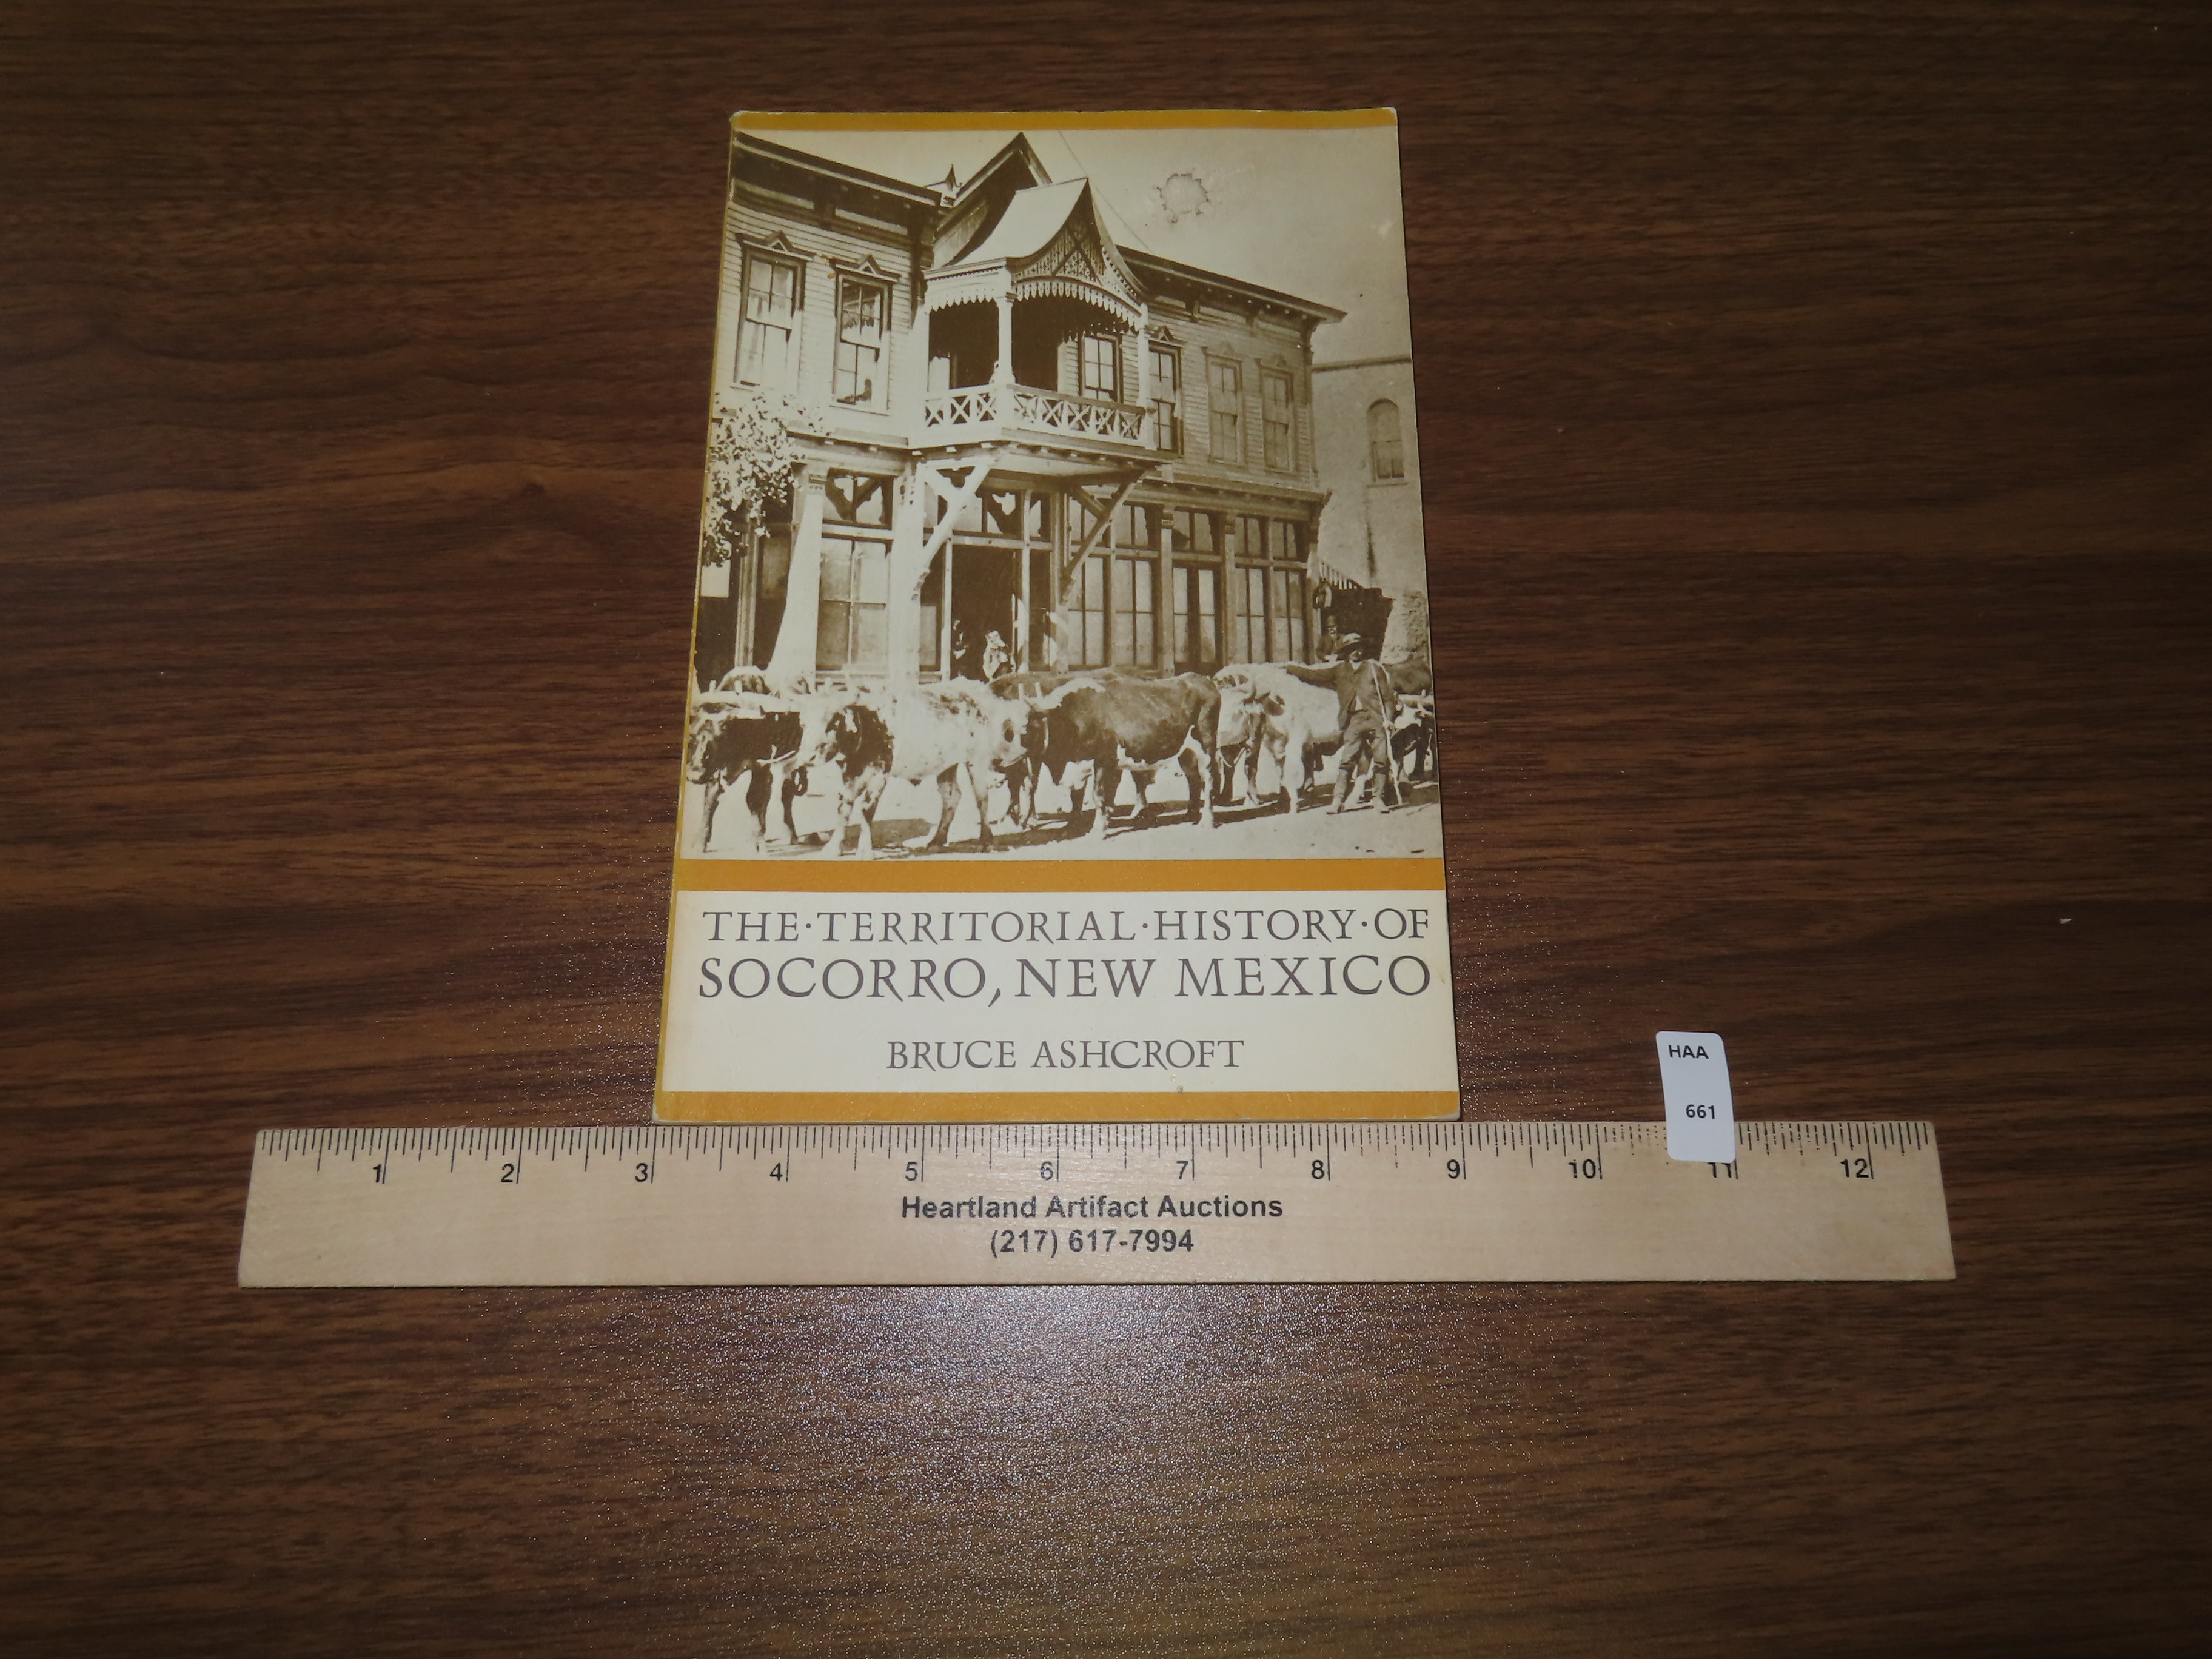 THE·TERRITORIAL·HISTORY·OF
SOCORRO, NEW MEXICO
BRUCE ASHCROFT
HAA
661
1 2 3 4 5 6 7 8 9 10 11 12
Heartland Artifact Auctions
(217) 617-7994